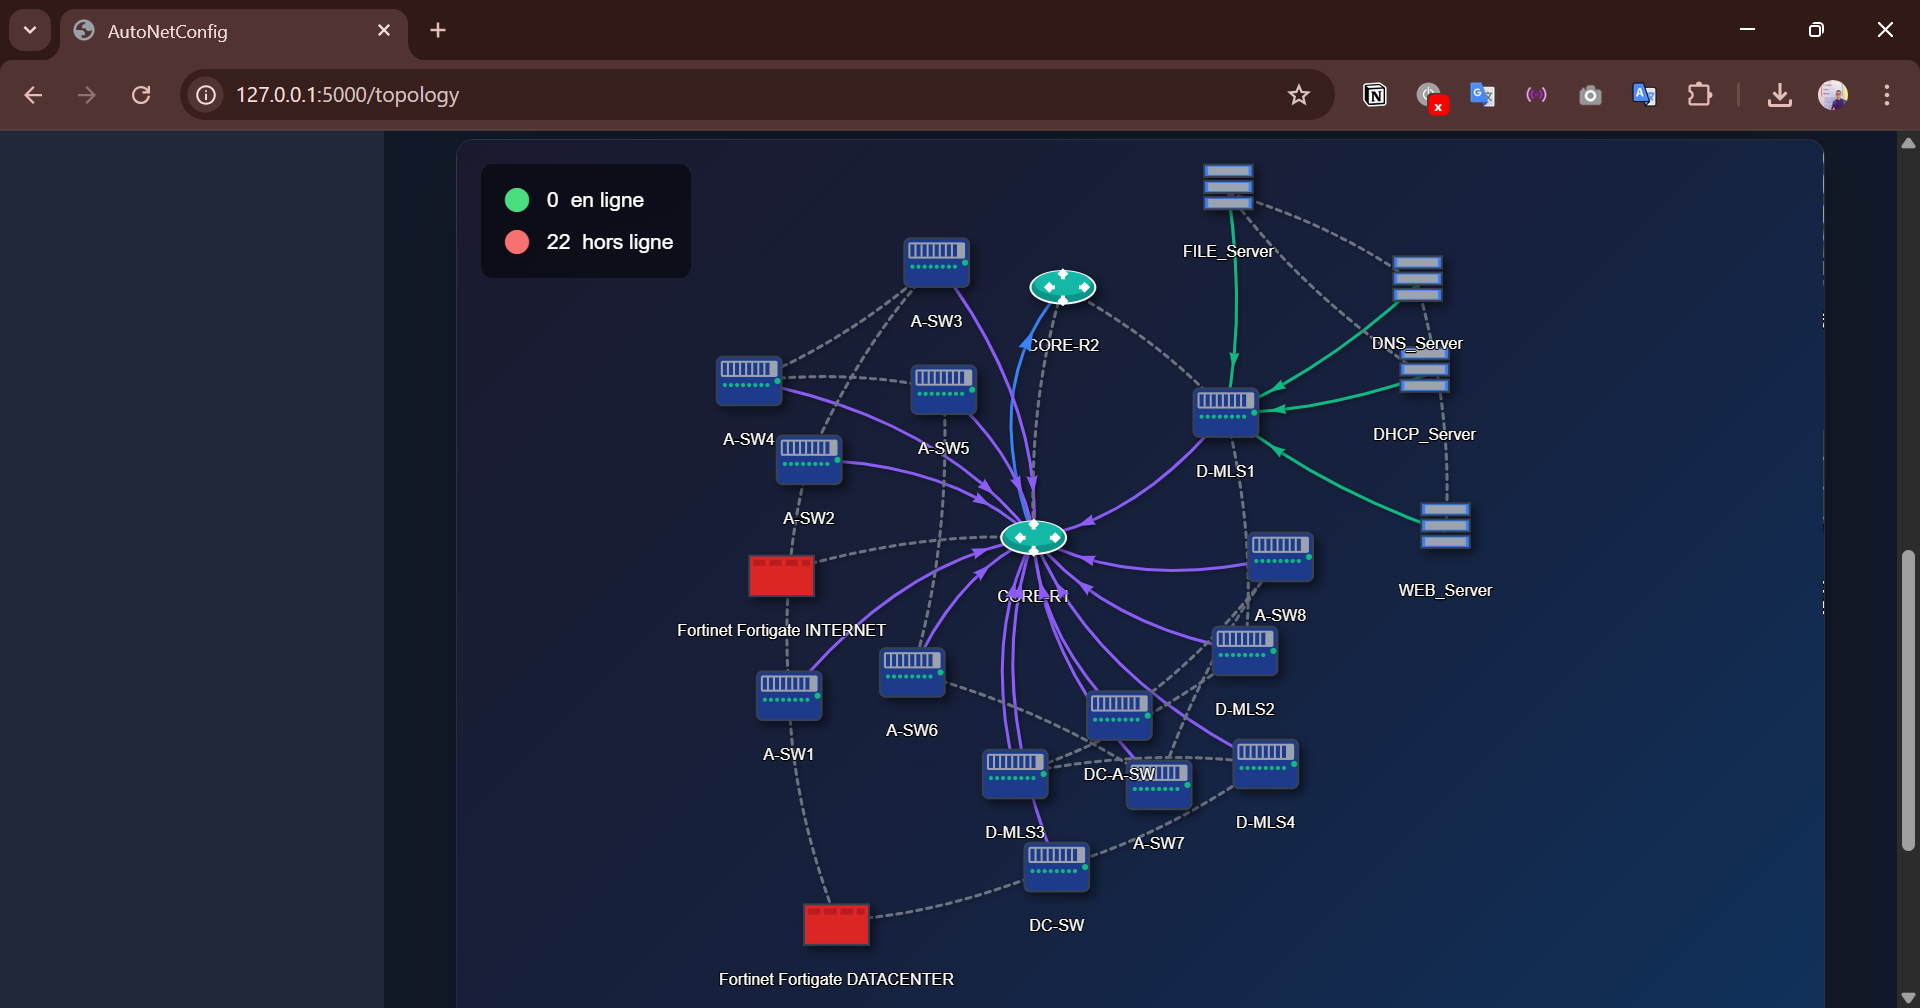 AutoNetConfig
127.0.0.1:5000/topology
0 en ligne
22 hors ligne
FILE_Server
A-SW3
CORE-R2
DNS_Server
A-SW4
A-SW5
DHCP_Server
D-MLS1
A-SW2
CORE-R1
WEB_Server
A-SW8
Fortinet Fortigate INTERNET
D-MLS2
A-SW6
A-SW1
DC-A-SW
D-MLS4
D-MLS3
A-SW7
DC-SW
Fortinet Fortigate DATACENTER